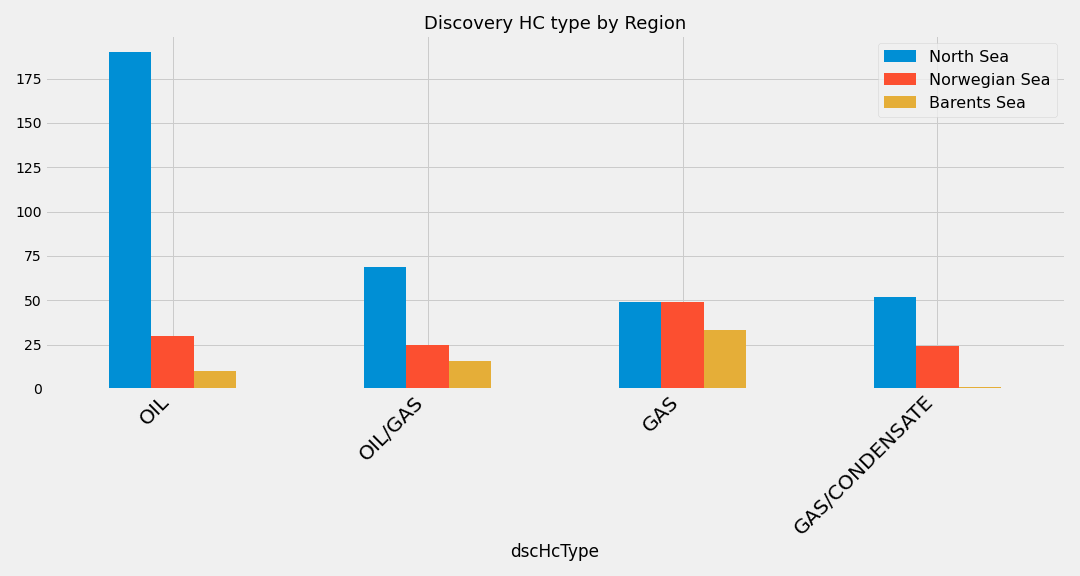 Discovery HC type by Region
North Sea
Norwegian Sea
Barents Sea
175
150
125
100
75
50
25
0
OIL
OIL/GAS
GAS
GAS/CONDENSATE
dscHcType